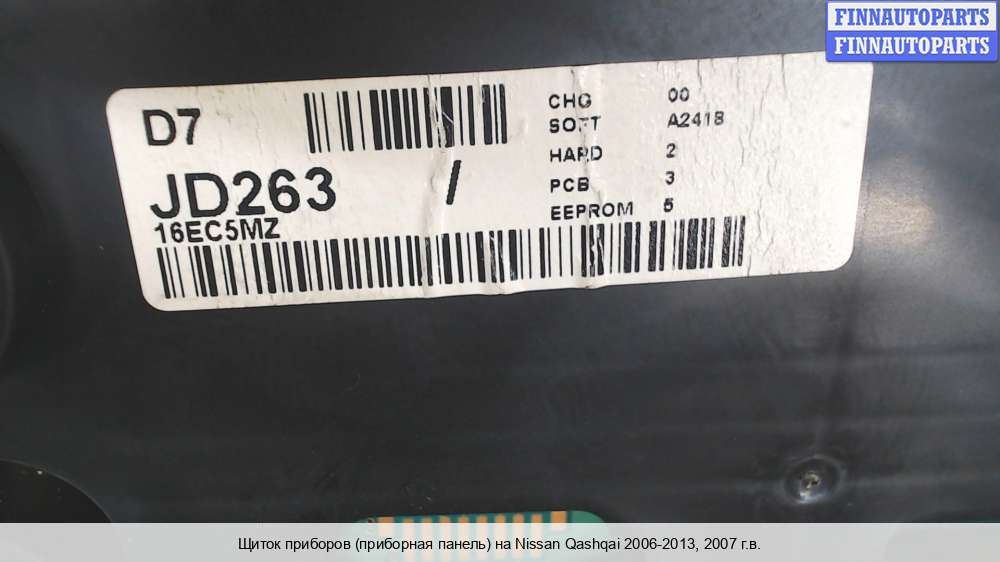 FINNAUTOPARTS
FINNAUTOPARTS
D7
JD263 /
16EC5MZ
CHG 00
SOFT A2418
HARD 2
PCB 3
EEPROM 5
Щиток приборов (приборная панель) на Nissan Qashqai 2006-2013, 2007 г.в.